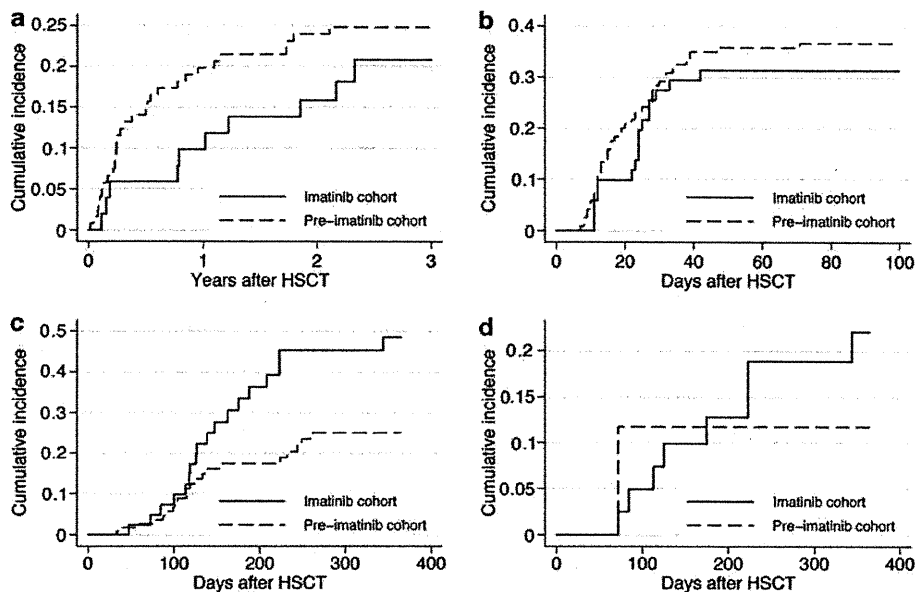 a
Cumulative incidence
0.25
0.2
0.15
0.1
0.05
0
Imatinib cohort
Pre–imatinib cohort
0 1 2 3
Years after HSCT
b
Cumulative incidence
0.4
0.3
0.2
0.1
0
Imatinib cohort
Pre–imatinib cohort
0 20 40 60 80 100
Days after HSCT
c
Cumulative incidence
0.5
0.4
0.3
0.2
0.1
0
Imatinib cohort
Pre–imatinib cohort
0 100 200 300 400
Days after HSCT
d
Cumulative incidence
0.2
0.15
0.1
0.05
0
Imatinib cohort
Pre–imatinib cohort
0 100 200 300 400
Days after HSCT